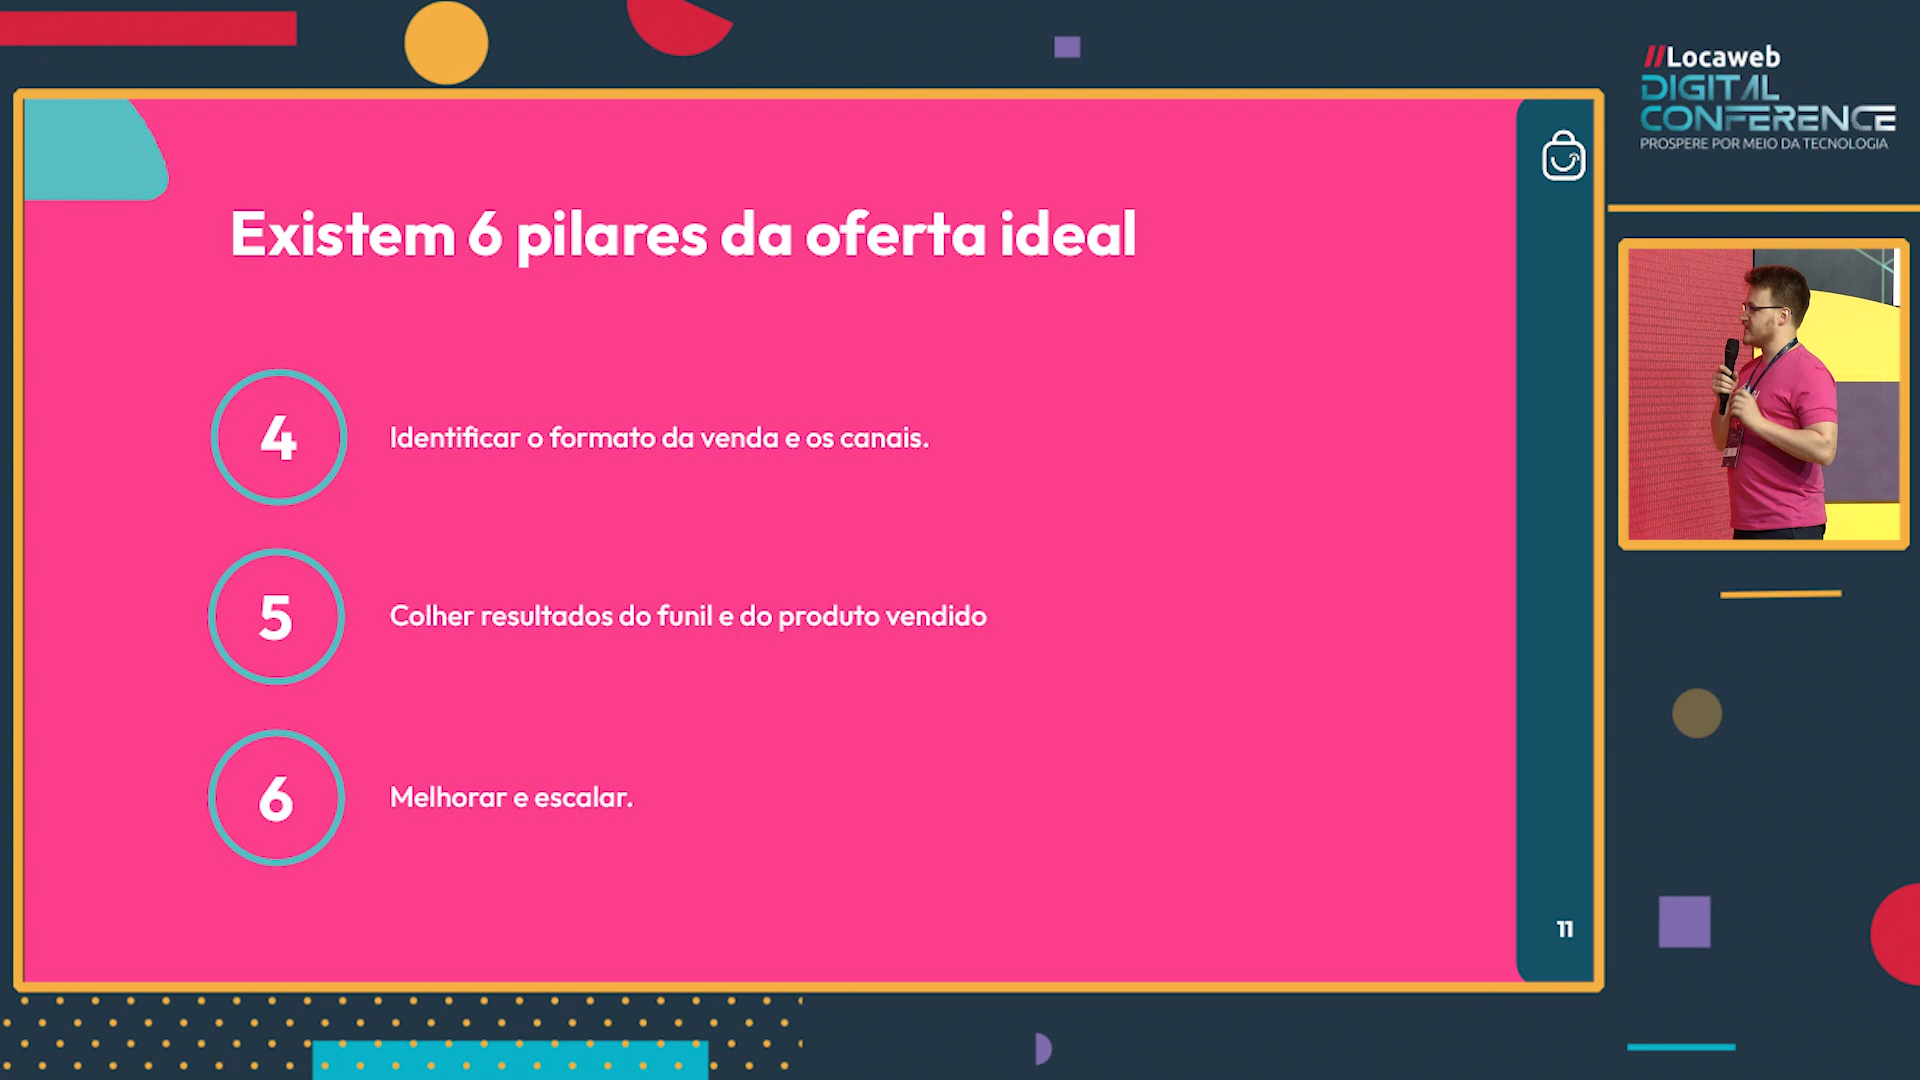 //Locaweb
DIGITAL
CONFERENCE
PROSPERE POR MEIO DA TECNOLOGIA
Existem 6 pilares da oferta ideal
4
Identificar o formato da venda e os canais.
5
Colher resultados do funil e do produto vendido
6
Melhorar e escalar.
11